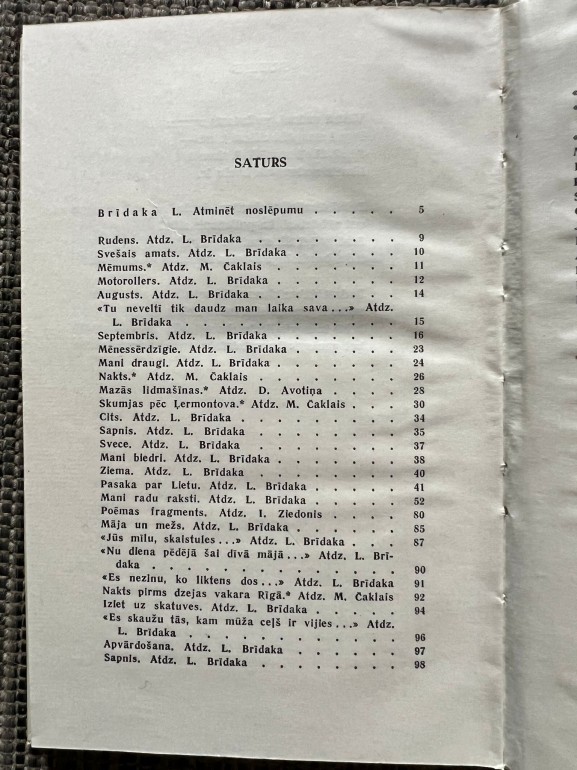 SATURS
Brīdaka L. Atminēt noslēpumu . . . . . 5
Rudens. Atdz. L. Brīdaka . . . . . . . 9
Svešais amats. Atdz. L. Brīdaka . . . . . 10
Mēmums.* Atdz. M. Čaklais . . . . . . 11
Motorollers. Atdz. L. Brīdaka . . . . . . 12
Augusts. Atdz. L. Brīdaka . . . . . . . 14
«Tu neveltī tik daudz man laika sava...» Atdz.
L. Brīdaka . . . . . . . . . . . 15
Septembris. Atdz. L. Brīdaka . . . . . . 16
Mēnessērdzīgie. Atdz. L. Brīdaka . . . . . 23
Mani draugi. Atdz. L. Brīdaka . . . . . . 24
Nakts.* Atdz. M. Čaklais . . . . . . . 26
Mazās lidmašīnas.* Atdz. D. Avotiņa . . . . 28
Skumjas pēc Ļermontova.* Atdz. M. Čaklais . . . 30
Cits. Atdz. L. Brīdaka . . . . . . . . 34
Sapnis. Atdz. L. Brīdaka . . . . . . . 35
Svece. Atdz. L. Brīdaka . . . . . . . 37
Mani biedri. Atdz. L. Brīdaka . . . . . . 38
Ziema. Atdz. L. Brīdaka . . . . . . . 40
Pasaka par Lietu. Atdz. L. Brīdaka . . . . 41
Mani radu raksti. Atdz. L. Brīdaka . . . . 52
Poēmas fragments. Atdz. I. Ziedonis . . . . 80
Māja un mežs. Atdz. L. Brīdaka . . . . . 85
«Jūs mīlu, skaistules...» Atdz. L. Brīdaka . . . 87
«Nu diena pēdējā šai dīvā mājā...» Atdz. L. Brī-
daka . . . . . . . . . . . . . 90
«Es nezinu, ko liktens dos...» Atdz. L. Brīdaka 91
Nakts pirms dzejas vakara Rīgā.* Atdz. M. Čaklais 92
Iziet uz skatuves. Atdz. L. Brīdaka . . . . 94
«Es skaužu tās, kam mūža ceļš ir vijies...» Atdz.
L. Brīdaka . . . . . . . . . . . 96
Apvārdošana. Atdz. L. Brīdaka . . . . . 97
Sapnis. Atdz. L. Brīdaka . . . . . . . 98